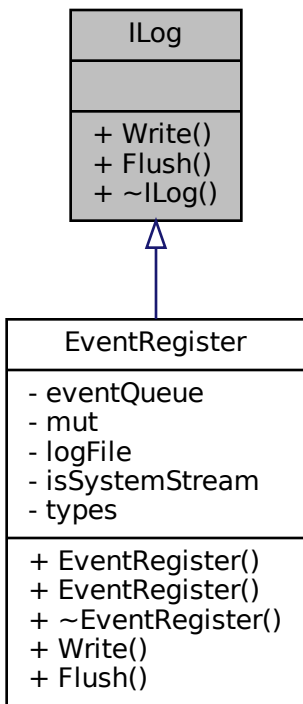 ILog
+ Write()
+ Flush()
+ ~ILog()
EventRegister
- eventQueue
- mut
- logFile
- isSystemStream
- types
+ EventRegister()
+ EventRegister()
+ ~EventRegister()
+ Write()
+ Flush()